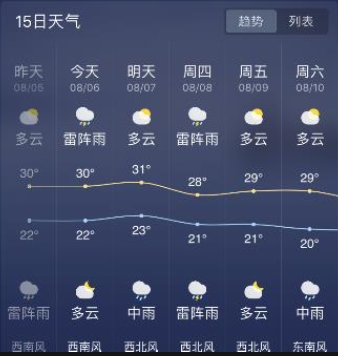 15日天气
趋势 列表
昨天 今天 明天 周四 周五 周六
08/05 08/06 08/07 08/08 08/09 08/10
多云 雷阵雨 多云 雷阵雨 多云 多云
30° 30° 31° 28° 29° 29°
22° 22° 23° 21° 21° 20°
雷阵雨 多云 中雨 雷阵雨 多云 中雨
西南风 西南风 西北风 西北风 西北风 东南风